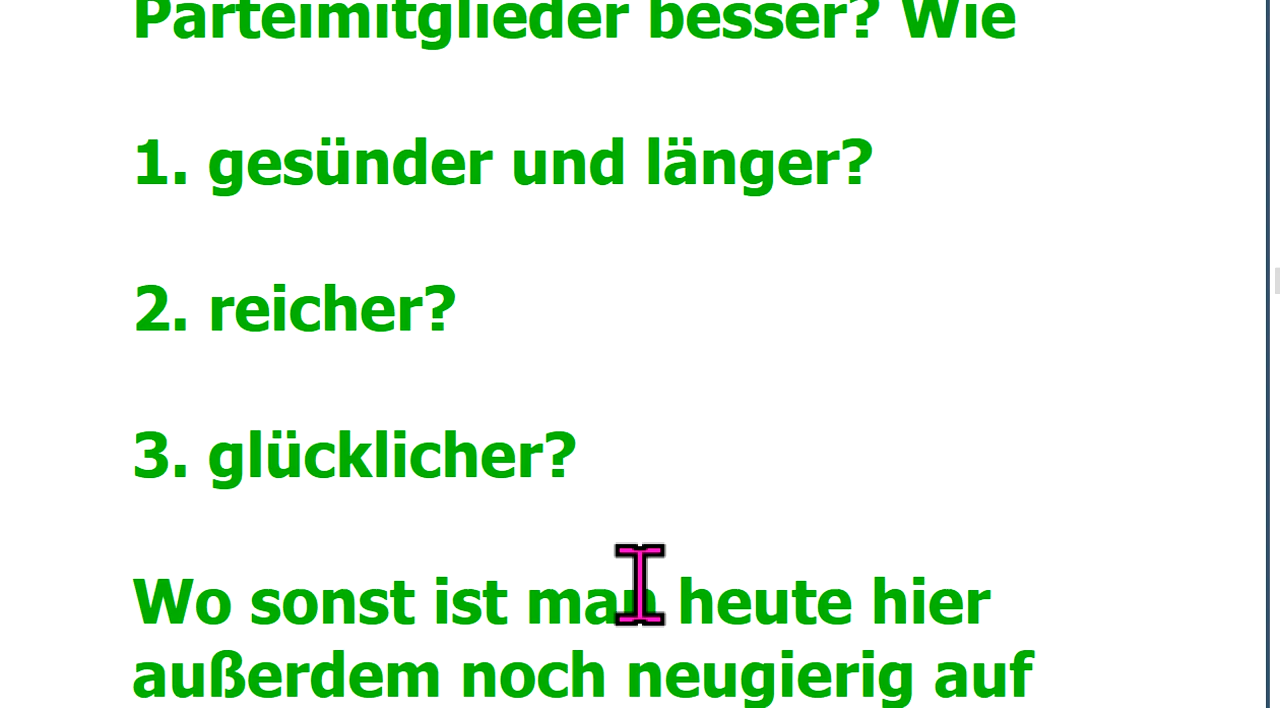 Parteimitglieder besser? Wie
1. gesünder und länger?
2. reicher?
3. glücklicher?
Wo sonst ist man heute hier
außerdem noch neugierig auf